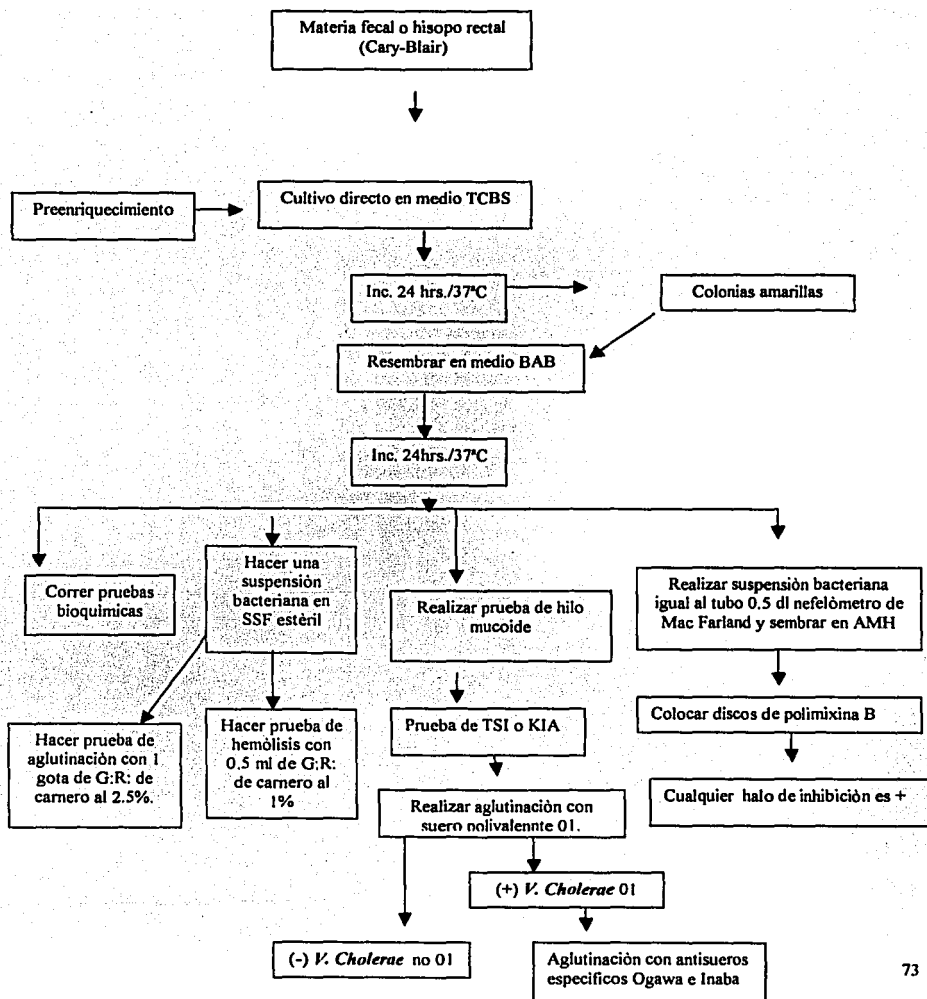 Materia fecal o hisopo rectal
(Cary-Blair)
Preenriquecimiento
Cultivo directo en medio TCBS
Inc. 24 hrs./37ªC
Colonias amarillas
Resembrar en medio BAB
Inc. 24hrs./37ªC
Correr pruebas
bioquìmicas
Hacer una
suspensiòn
bacteriana en
SSF estèril
Realizar prueba de hilo
mucoide
Realizar suspensiòn bacteriana
igual al tubo 0.5 dl nefelòmetro de
Mac Farland y sembrar en AMH
Hacer prueba de
aglutinaciòn con 1
gota de G:R: de
carnero al 2.5%.
Hacer prueba de
hemòlisis con
0.5 ml de G:R:
de carnero al
1%
Prueba de TSI o KIA
Colocar discos de polimixina B
Realizar aglutinaciòn con
suero nolivalennte 01.
Cualquier halo de inhibiciòn es +
(+) V. Cholerae 01
(-) V. Cholerae no 01
Aglutinaciòn con antisueros
especificos Ogawa e Inaba
73